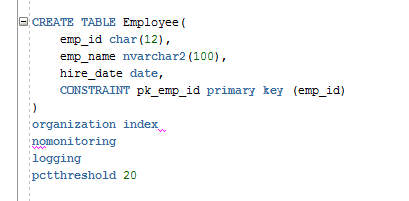 CREATE TABLE Employee(
emp_id char(12),
emp_name nvarchar2(100),
hire_date date,
CONSTRAINT pk_emp_id primary key (emp_id)
)
organization index
nomonitoring
logging
pctthreshold 20